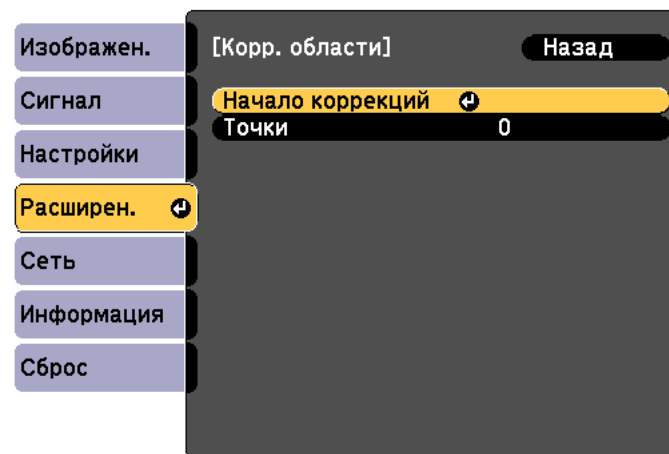 Изображен.
Сигнал
Настройки
Расширен.
Сеть
Информация
Сброс
[Корр. области]
Назад
Начало коррекций
Точки 0